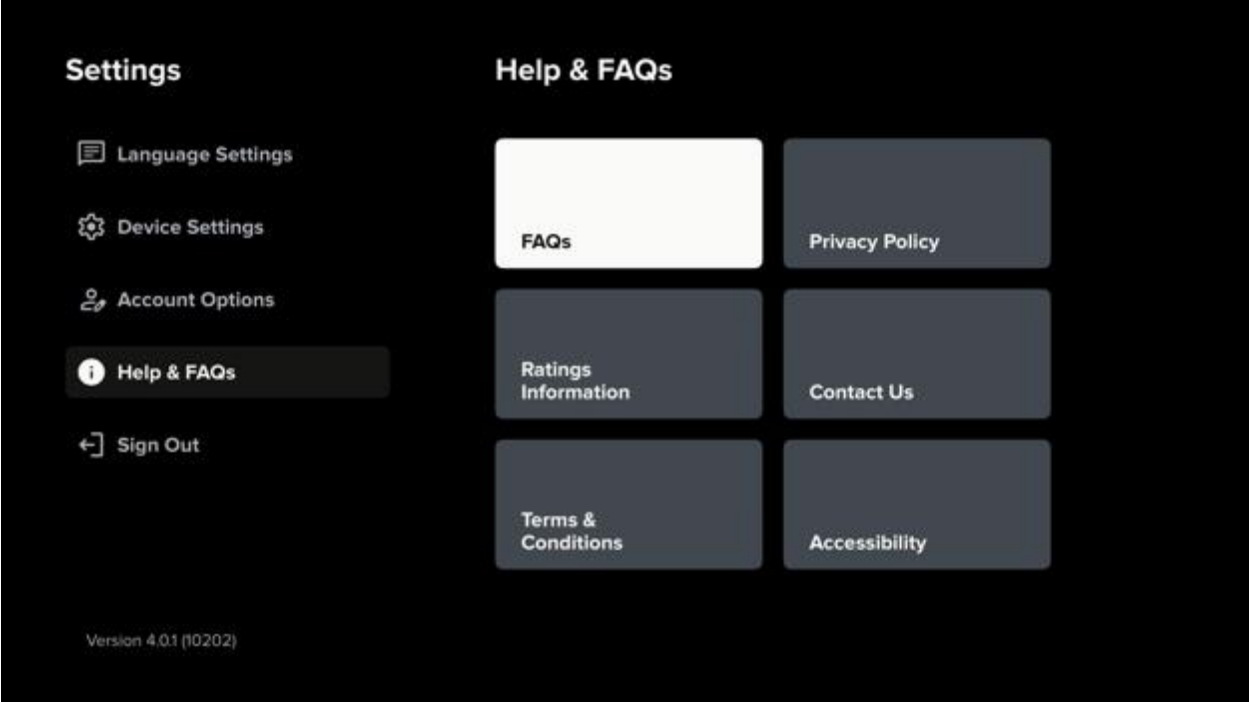 Settings
Language Settings
Device Settings
Account Options
Help & FAQs
Sign Out
Version 4.0.1 (10202)
Help & FAQs
FAQs
Privacy Policy
Ratings
Information
Contact Us
Terms &
Conditions
Accessibility